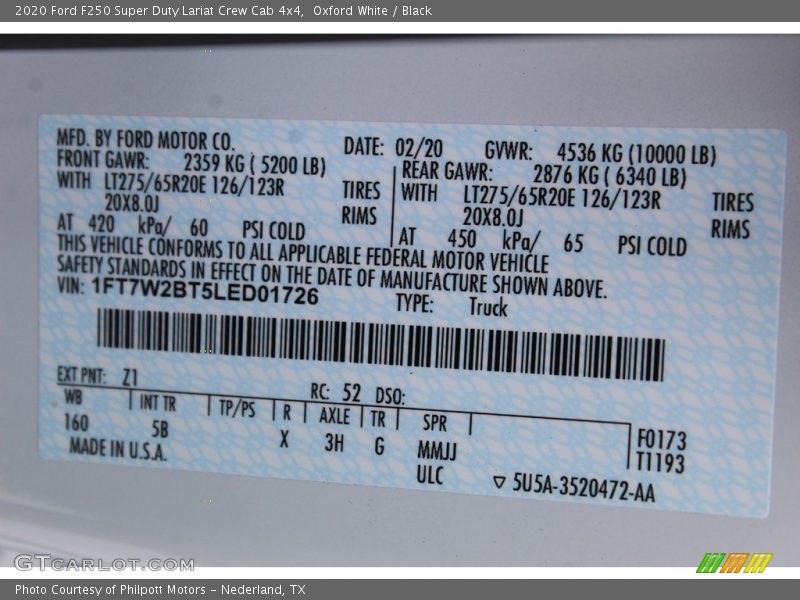 2020 Ford F250 Super Duty Lariat Crew Cab 4x4, Oxford White / Black
MFD. BY FORD MOTOR CO. DATE: 02/20 GVWR: 4536 KG (10000 LB)
FRONT GAWR: 2359 KG ( 5200 LB) REAR GAWR: 2876 KG ( 6340 LB)
WITH LT275/65R20E 126/123R TIRES WITH LT275/65R20E 126/123R TIRES
20X8.0J RIMS 20X8.0J RIMS
AT 420 kPa/ 60 PSI COLD AT 450 kPa/ 65 PSI COLD
THIS VEHICLE CONFORMS TO ALL APPLICABLE FEDERAL MOTOR VEHICLE
SAFETY STANDARDS IN EFFECT ON THE DATE OF MANUFACTURE SHOWN ABOVE.
VIN: 1FT7W2BT5LED01726 TYPE: Truck
EXT PNT: Z1 RC: 52 DSO:
WB INT TR TP/PS R AXLE TR SPR
160 5B X 3H G MMJJ F0173
MADE IN U.S.A. ULC T1193
▽ 5U5A-3520472-AA
GTCARLOT.COM
Photo Courtesy of Philpott Motors - Nederland, TX